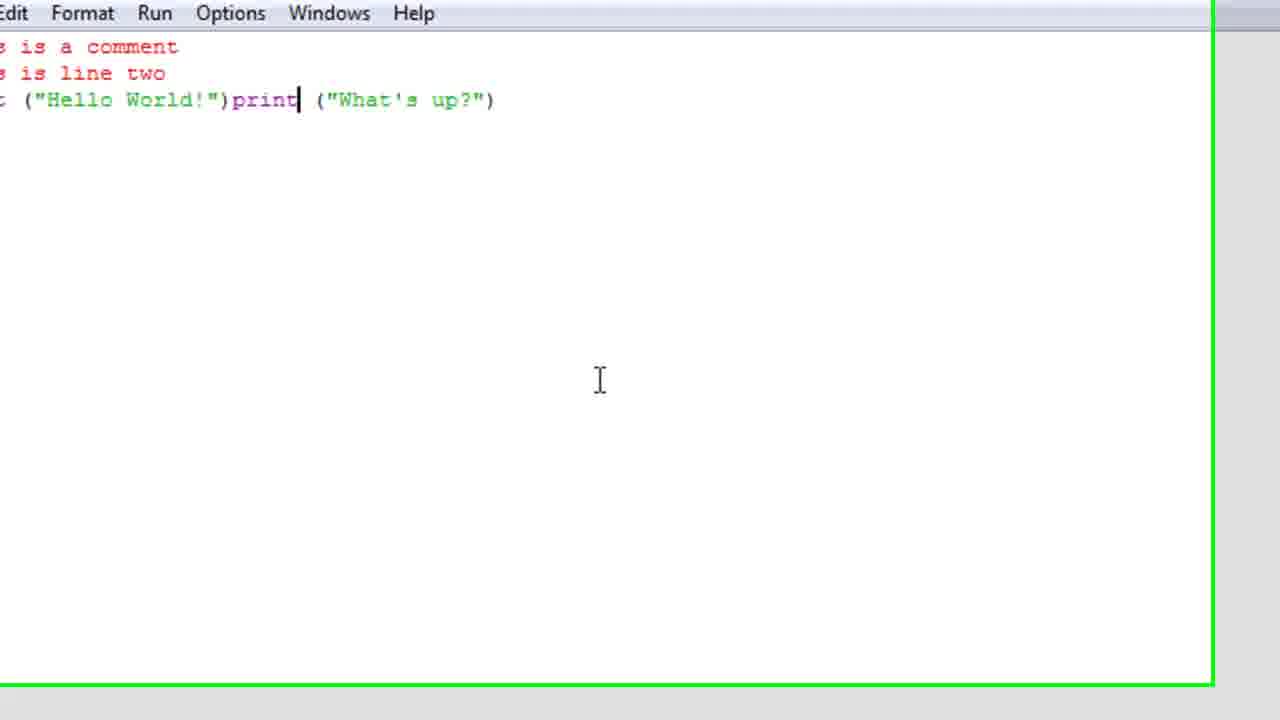 Edit Format Run Options Windows Help
s is a comment
s is line two
t ("Hello World!")print ("What's up?")